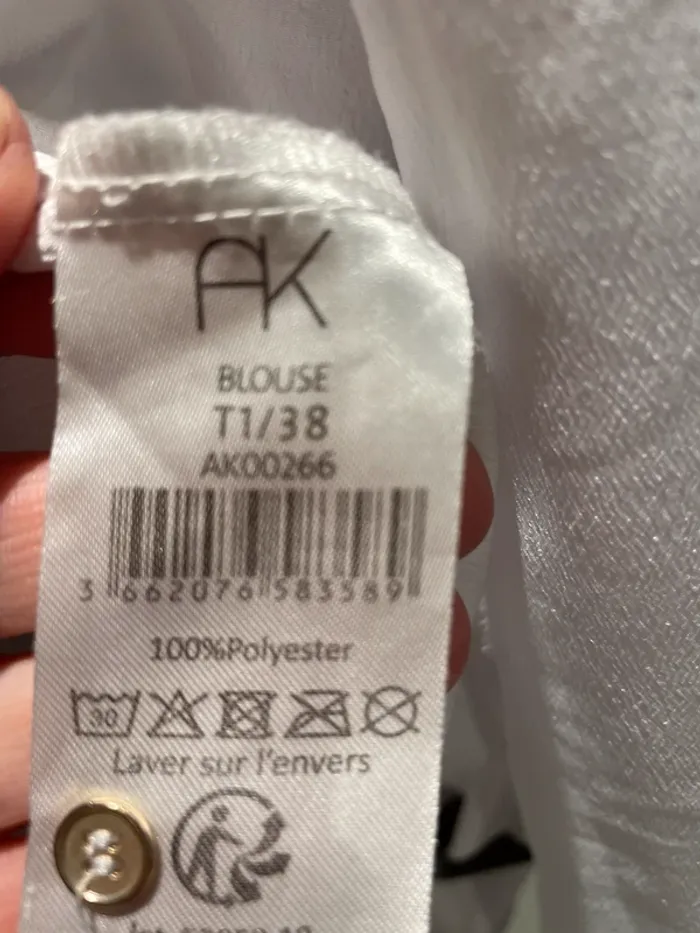 AK
BLOUSE
T1/38
AK00266
3 662076 583589
100%Polyester
30
Laver sur l'envers